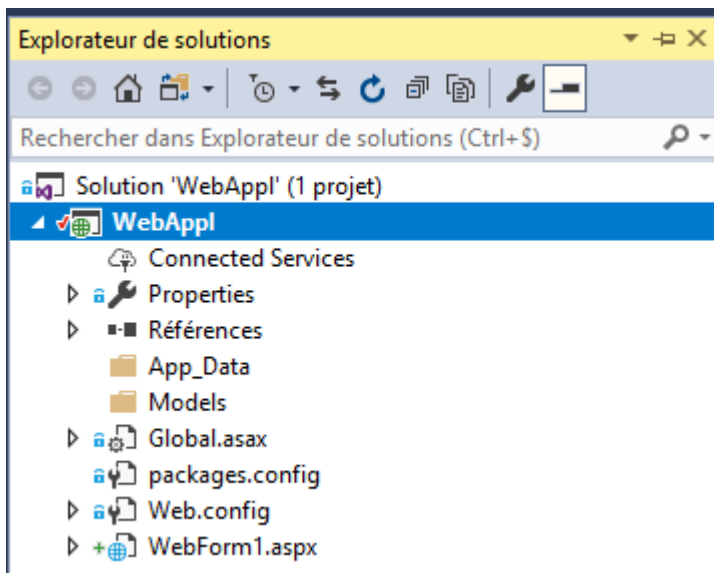 Explorateur de solutions
Rechercher dans Explorateur de solutions (Ctrl+$)
Solution 'WebAppl' (1 projet)
WebAppl
Connected Services
Properties
Références
App_Data
Models
Global.asax
packages.config
Web.config
WebForm1.aspx